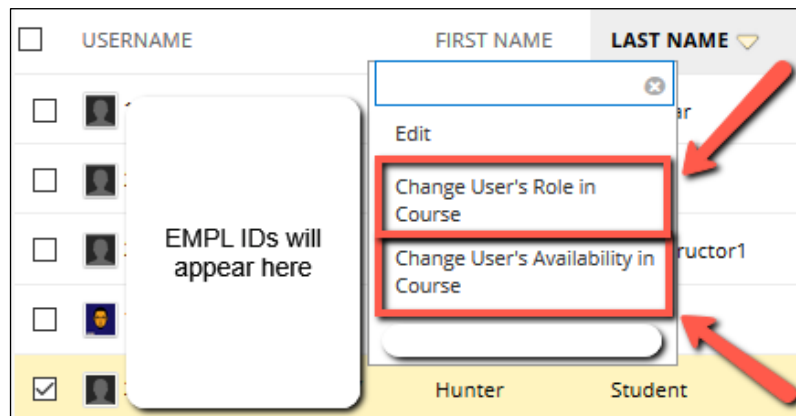 USERNAME FIRST NAME LAST NAME
Edit
Change User's Role in
Course
EMPL IDs will
appear here
Change User's Availability in
Course
ructor1
Hunter Student